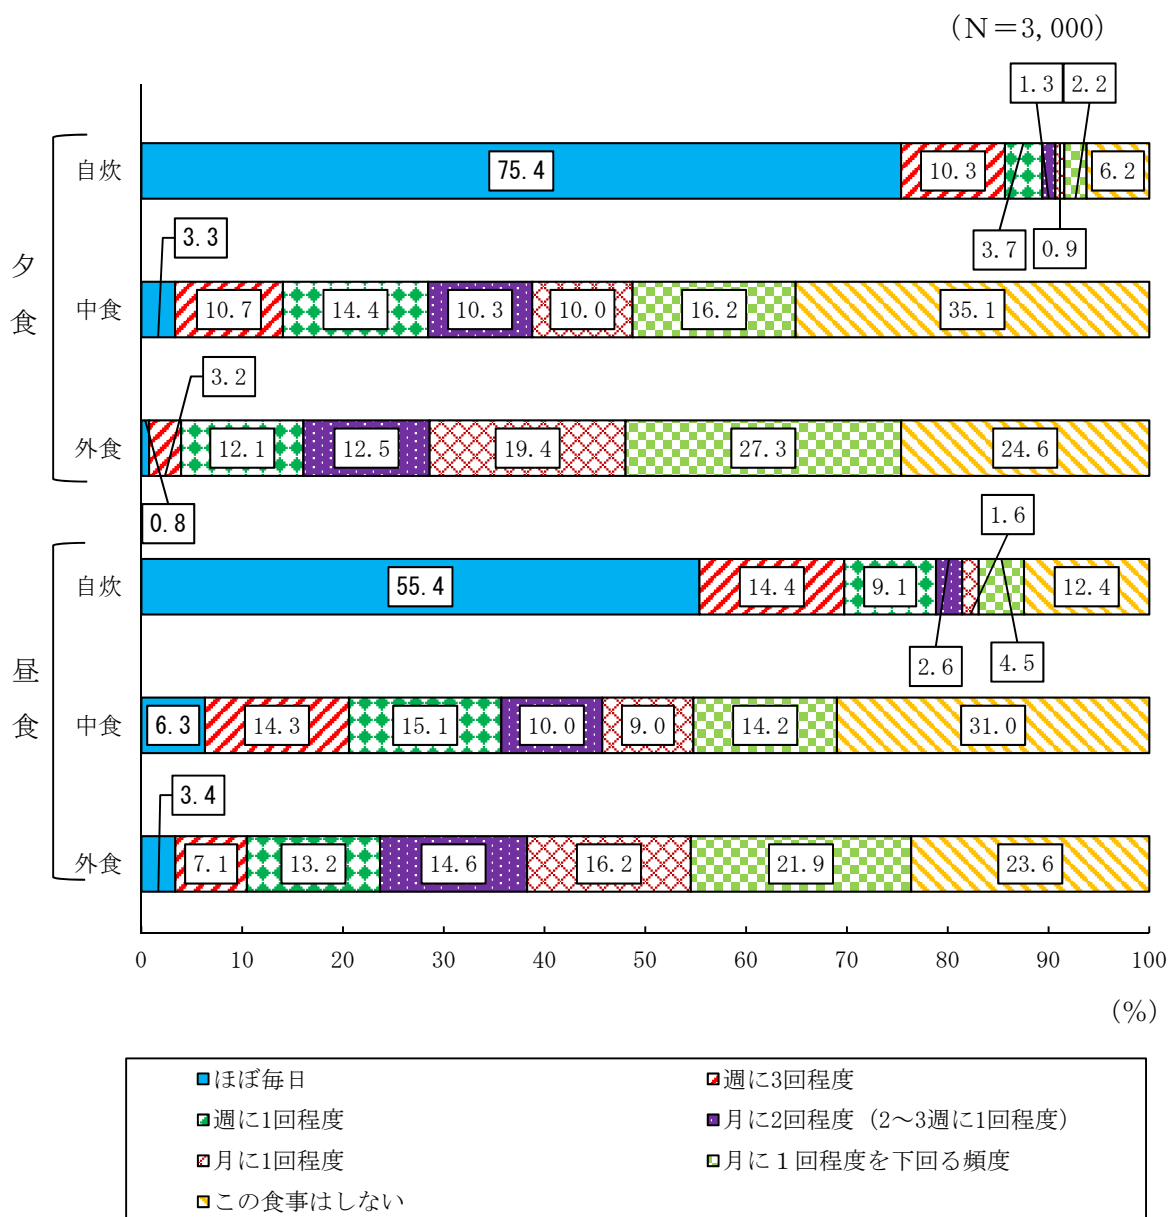 (N=3,000)
1.3 2.2
自炊 75.4 10.3 6.2
3.7 0.9
夕食
3.3
中食 10.7 14.4 10.3 10.0 16.2 35.1
3.2
外食 12.1 12.5 19.4 27.3 24.6
0.8
1.6
自炊 55.4 14.4 9.1 12.4
2.6 4.5
昼食
中食 6.3 14.3 15.1 10.0 9.0 14.2 31.0
3.4
外食 7.1 13.2 14.6 16.2 21.9 23.6
0 10 20 30 40 50 60 70 80 90 100
(%)
ほぼ毎日 週に3回程度
週に1回程度 月に2回程度(2~3週に1回程度)
月に1回程度 月に1回程度を下回る頻度
この食事はしない